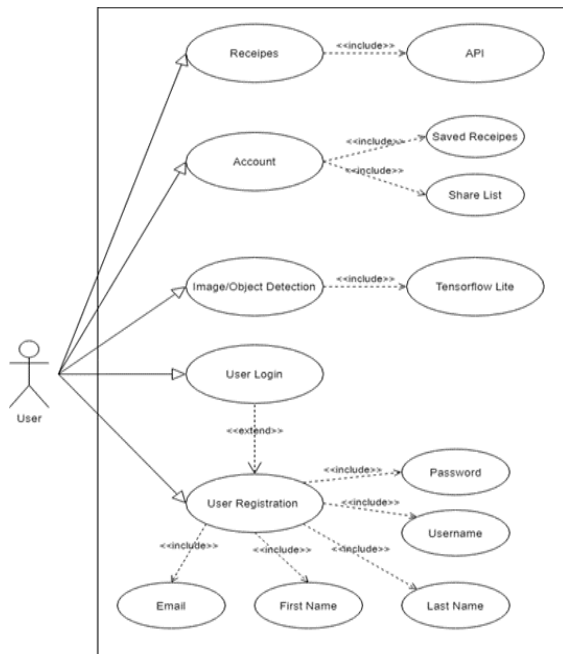 Receipes
<<include>>
API
<<include>>
Saved Receipes
Account
<<include>>
Share List
Image/Object Detection
<<include>>
Tensorflow Lite
User Login
User
<<extend>>
<<include>>
Password
User Registration
<<include>>
Username
<<include>>
<<include>>
<<include>>
Email
First Name
Last Name